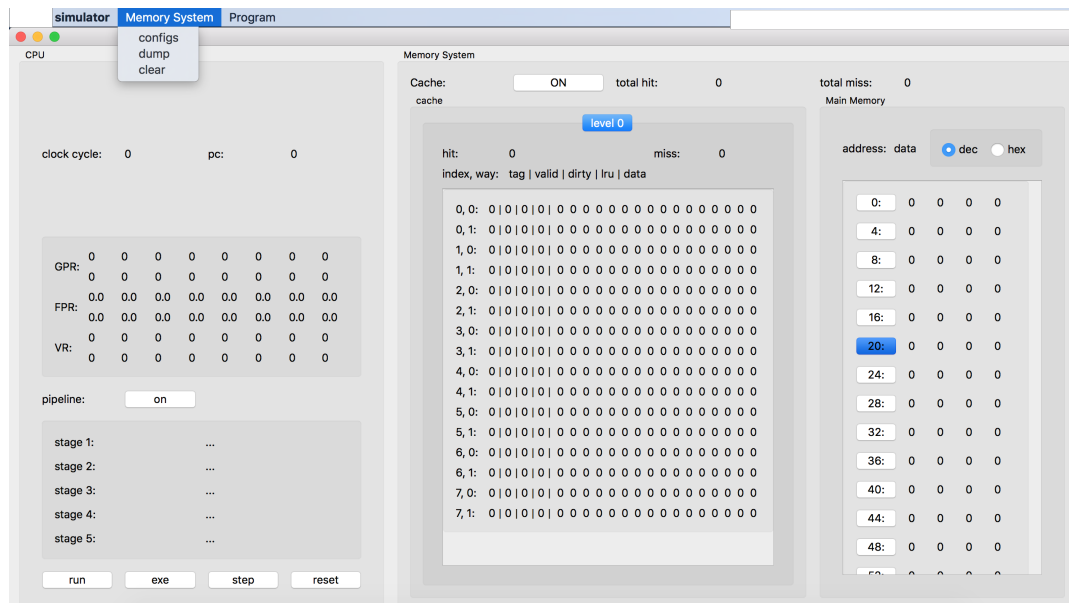 simulator Memory System Program
configs
dump
clear
CPU
clock cycle: 0 pc: 0
GPR:
0 0 0 0 0 0 0 0
0 0 0 0 0 0 0 0
FPR:
0.0 0.0 0.0 0.0 0.0 0.0 0.0 0.0
0.0 0.0 0.0 0.0 0.0 0.0 0.0 0.0
VR:
0 0 0 0 0 0 0 0
0 0 0 0 0 0 0 0
pipeline: on
stage 1: ...
stage 2: ...
stage 3: ...
stage 4: ...
stage 5: ...
run exe step reset
Memory System
Cache: ON total hit: 0 total miss: 0
cache
level 0
hit: 0 miss: 0
index, way: tag | valid | dirty | lru | data
0, 0: 0 | 0 | 0 | 0 | 0 0 0 0 0 0 0 0 0 0 0 0 0 0 0 0
0, 1: 0 | 0 | 0 | 0 | 0 0 0 0 0 0 0 0 0 0 0 0 0 0 0 0
1, 0: 0 | 0 | 0 | 0 | 0 0 0 0 0 0 0 0 0 0 0 0 0 0 0 0
1, 1: 0 | 0 | 0 | 0 | 0 0 0 0 0 0 0 0 0 0 0 0 0 0 0 0
2, 0: 0 | 0 | 0 | 0 | 0 0 0 0 0 0 0 0 0 0 0 0 0 0 0 0
2, 1: 0 | 0 | 0 | 0 | 0 0 0 0 0 0 0 0 0 0 0 0 0 0 0 0
3, 0: 0 | 0 | 0 | 0 | 0 0 0 0 0 0 0 0 0 0 0 0 0 0 0 0
3, 1: 0 | 0 | 0 | 0 | 0 0 0 0 0 0 0 0 0 0 0 0 0 0 0 0
4, 0: 0 | 0 | 0 | 0 | 0 0 0 0 0 0 0 0 0 0 0 0 0 0 0 0
4, 1: 0 | 0 | 0 | 0 | 0 0 0 0 0 0 0 0 0 0 0 0 0 0 0 0
5, 0: 0 | 0 | 0 | 0 | 0 0 0 0 0 0 0 0 0 0 0 0 0 0 0 0
5, 1: 0 | 0 | 0 | 0 | 0 0 0 0 0 0 0 0 0 0 0 0 0 0 0 0
6, 0: 0 | 0 | 0 | 0 | 0 0 0 0 0 0 0 0 0 0 0 0 0 0 0 0
6, 1: 0 | 0 | 0 | 0 | 0 0 0 0 0 0 0 0 0 0 0 0 0 0 0 0
7, 0: 0 | 0 | 0 | 0 | 0 0 0 0 0 0 0 0 0 0 0 0 0 0 0 0
7, 1: 0 | 0 | 0 | 0 | 0 0 0 0 0 0 0 0 0 0 0 0 0 0 0 0
Main Memory
address: data dec hex
0: 0 0 0 0
4: 0 0 0 0
8: 0 0 0 0
12: 0 0 0 0
16: 0 0 0 0
20: 0 0 0 0
24: 0 0 0 0
28: 0 0 0 0
32: 0 0 0 0
36: 0 0 0 0
40: 0 0 0 0
44: 0 0 0 0
48: 0 0 0 0